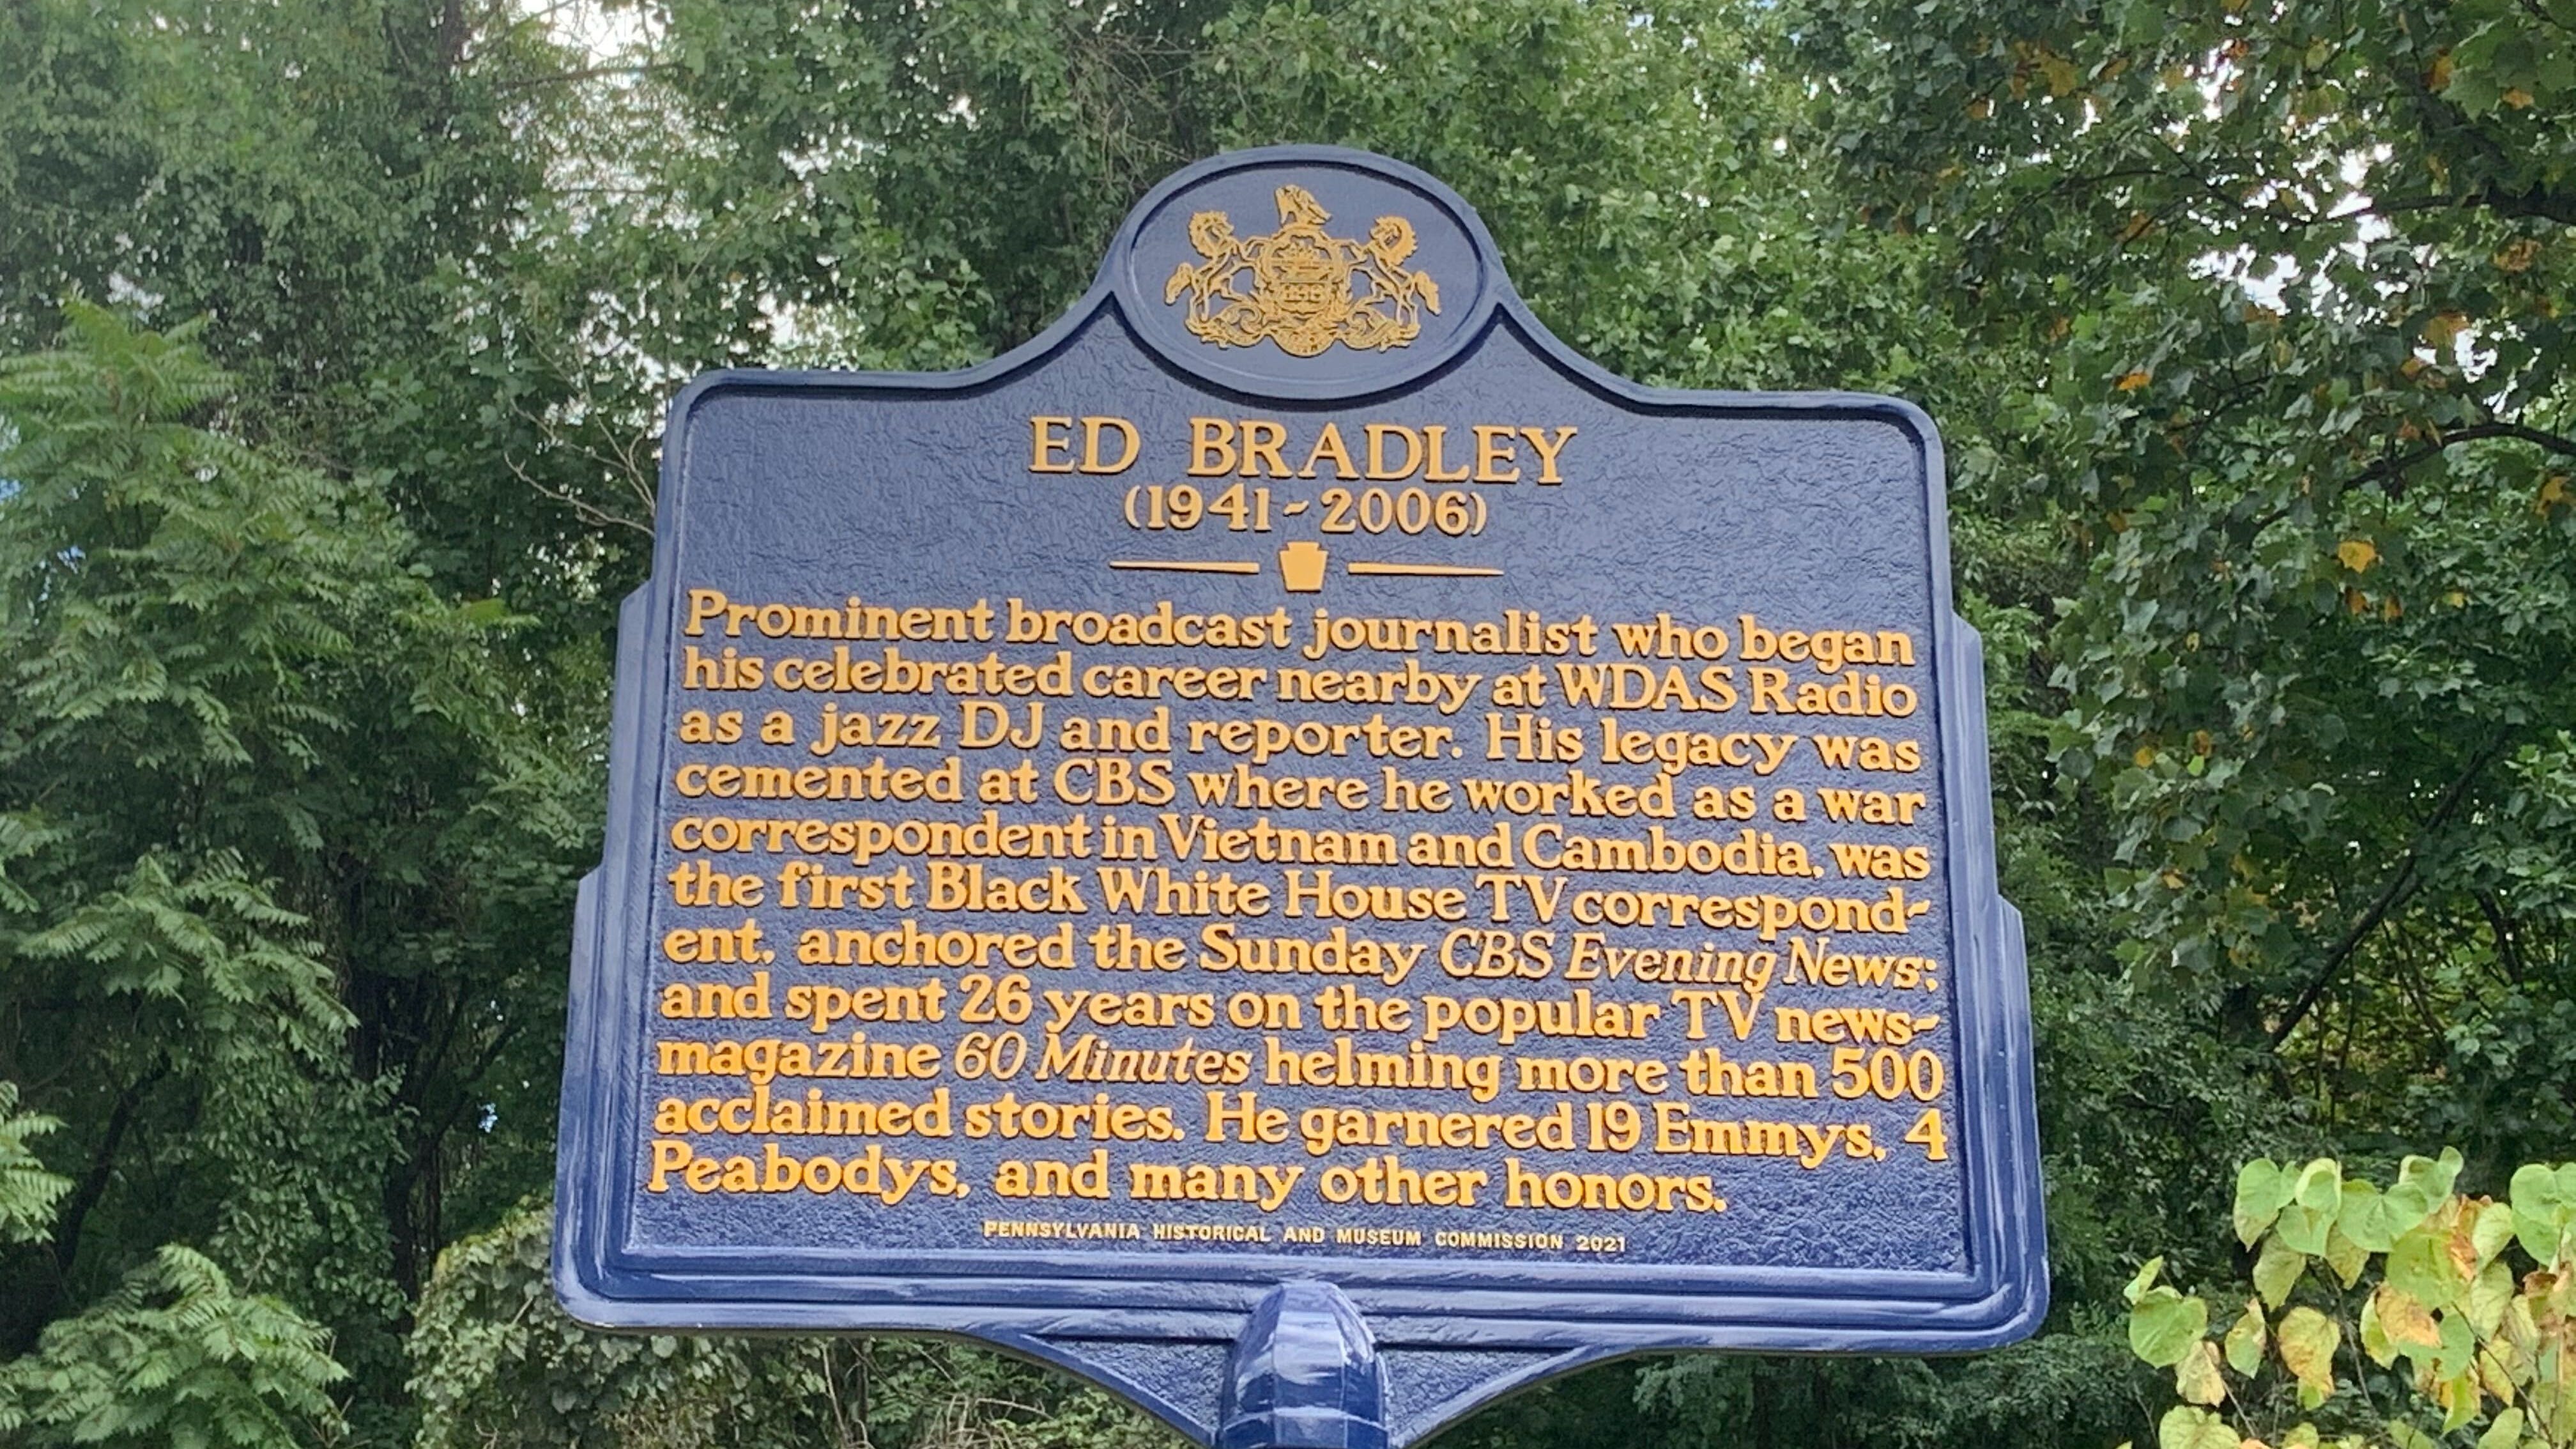 ED BRADLEY
(1941-2006)
Prominent broadcast journalist who began
his celebrated career nearby at WDAS Radio
as a jazz DJ and reporter. His legacy was
cemented at CBS where he worked as a war
correspondent in Vietnam and Cambodia, was
the first Black White House TV correspond-
ent, anchored the Sunday CBS Evening News;
and spent 26 years on the popular TV news-
magazine 60 Minutes helming more than 500
acclaimed stories. He garnered 19 Emmys, 4
Peabodys, and many other honors.
PENNSYLVANIA HISTORICAL AND MUSEUM COMMISSION 2021